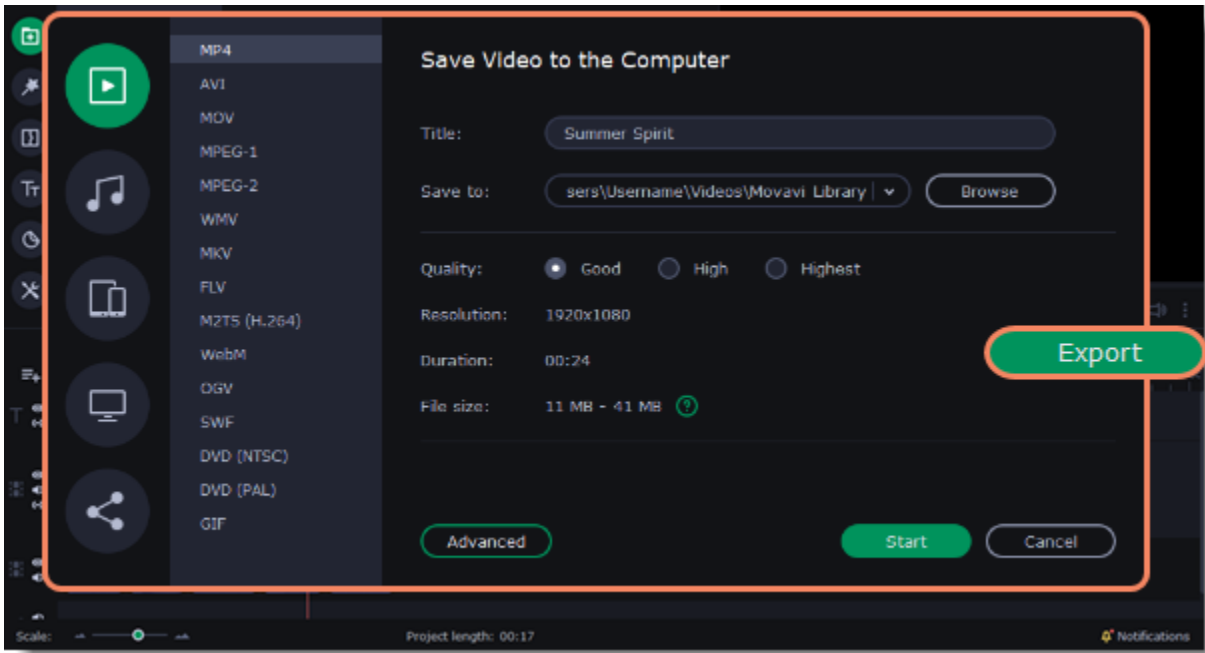 MP4
AVI
MOV
MPEG-1
MPEG-2
WMV
MKV
FLV
M2TS (H.264)
WebM
OGV
SWF
DVD (NTSC)
DVD (PAL)
GIF
Save Video to the Computer
Title: Summer Spirit
Save to: sers\Username\Videos\Movavi Library Browse
Quality: Good High Highest
Resolution: 1920x1080
Duration: 00:24
File size: 11 MB - 41 MB ?
Advanced Start Cancel
Export
Tт
T
Scale: Project length: 00:17 Notifications